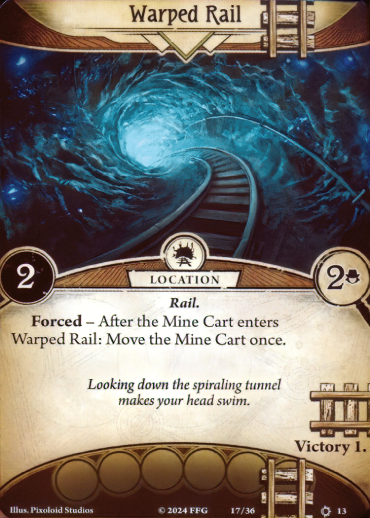 Warped Rail
2
LOCATION
2
Rail.
Forced – After the Mine Cart enters
Warped Rail: Move the Mine Cart once.
Looking down the spiraling tunnel
makes your head swim.
Victory 1.
Illus. Pixoloid Studios
© 2024 FFG
17/36
13